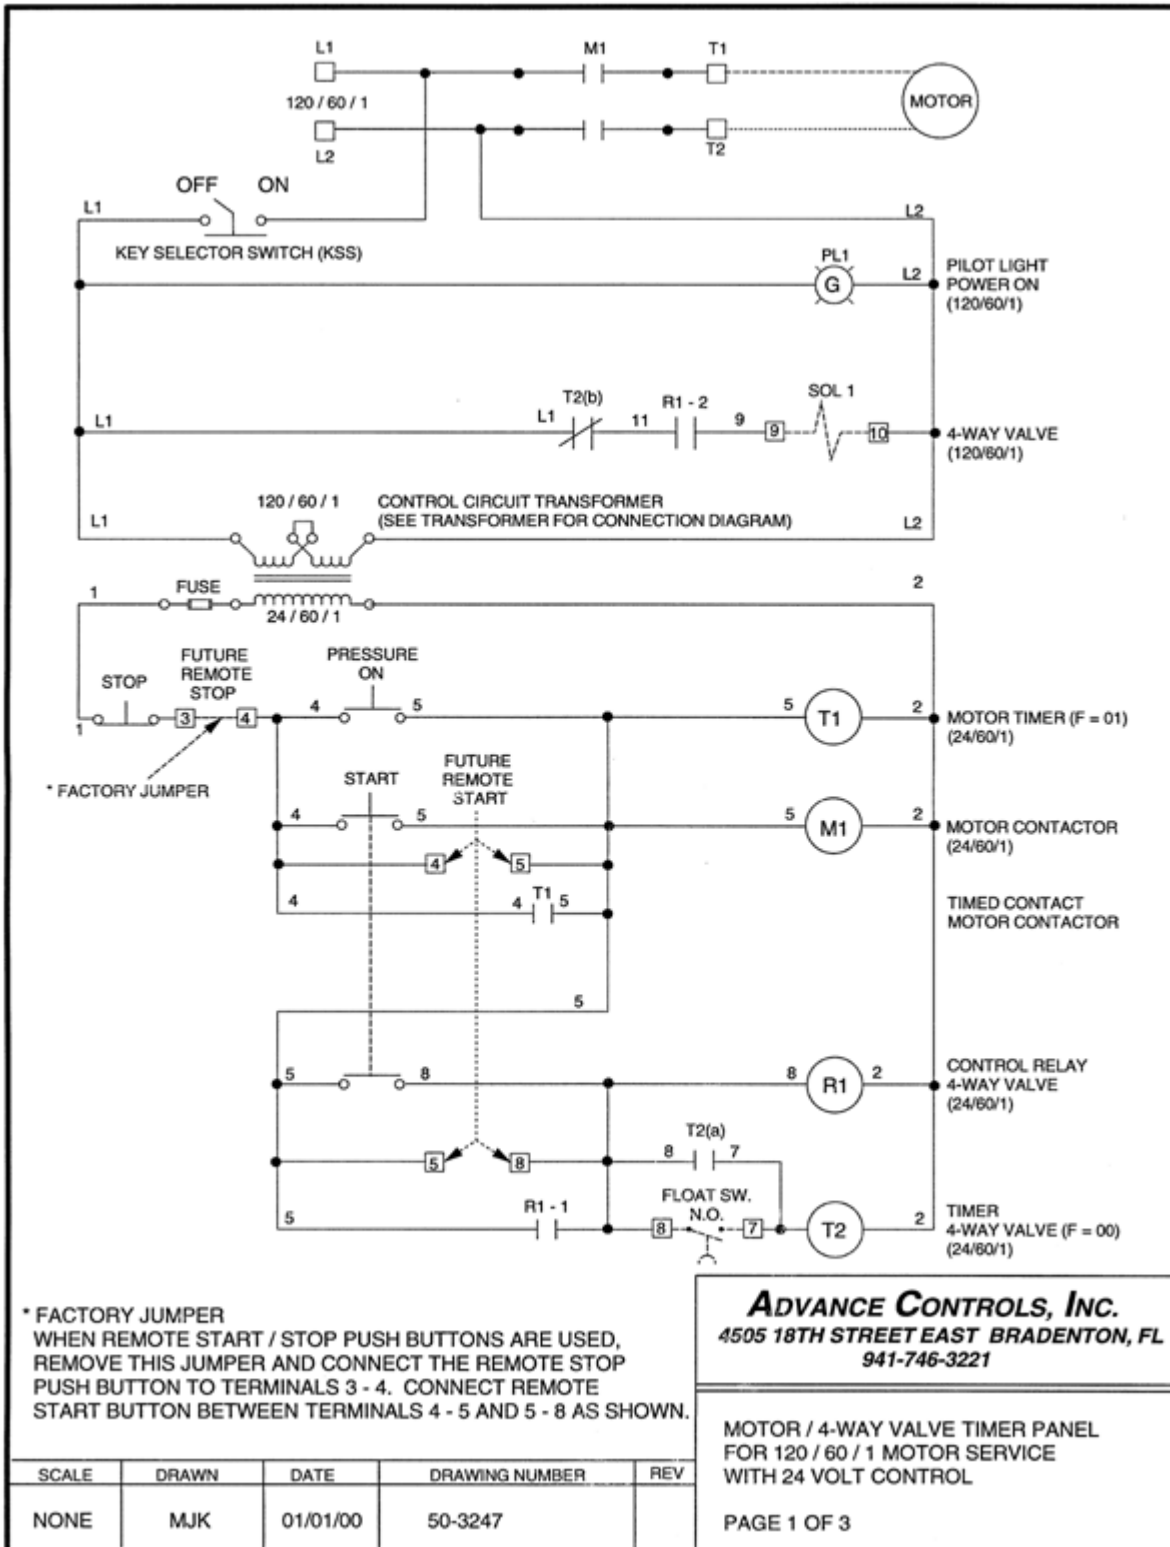 L1
M1
T1
120 / 60 / 1
MOTOR
L2
T2
OFF ON
L1
L2
KEY SELECTOR SWITCH (KSS)
PL1
G
L2
PILOT LIGHT
POWER ON
(120/60/1)
SOL 1
T2(b)
R1 - 2
L1
L1
11
9
9
10
4-WAY VALVE
(120/60/1)
120 / 60 / 1
CONTROL CIRCUIT TRANSFORMER
(SEE TRANSFORMER FOR CONNECTION DIAGRAM)
L1
L2
1
FUSE
2
24 / 60 / 1
FUTURE
REMOTE
STOP
PRESSURE
ON
STOP
1
3
4
4
5
5
T1
2
MOTOR TIMER (F = 01)
(24/60/1)
* FACTORY JUMPER
START
FUTURE
REMOTE
START
4
5
5
M1
2
MOTOR CONTACTOR
(24/60/1)
4
5
T1
4
4
5
TIMED CONTACT
MOTOR CONTACTOR
5
5
8
8
R1
2
CONTROL RELAY
4-WAY VALVE
(24/60/1)
T2(a)
5
8
8
7
FLOAT SW.
N.O.
R1 - 1
5
8
7
T2
2
TIMER
4-WAY VALVE (F = 00)
(24/60/1)
* FACTORY JUMPER
WHEN REMOTE START / STOP PUSH BUTTONS ARE USED,
REMOVE THIS JUMPER AND CONNECT THE REMOTE STOP
PUSH BUTTON TO TERMINALS 3 - 4. CONNECT REMOTE
START BUTTON BETWEEN TERMINALS 4 - 5 AND 5 - 8 AS SHOWN.
ADVANCE CONTROLS, INC.
4505 18TH STREET EAST BRADENTON, FL
941-746-3221
MOTOR / 4-WAY VALVE TIMER PANEL
FOR 120 / 60 / 1 MOTOR SERVICE
WITH 24 VOLT CONTROL
PAGE 1 OF 3
SCALE DRAWN DATE DRAWING NUMBER REV
NONE MJK 01/01/00 50-3247